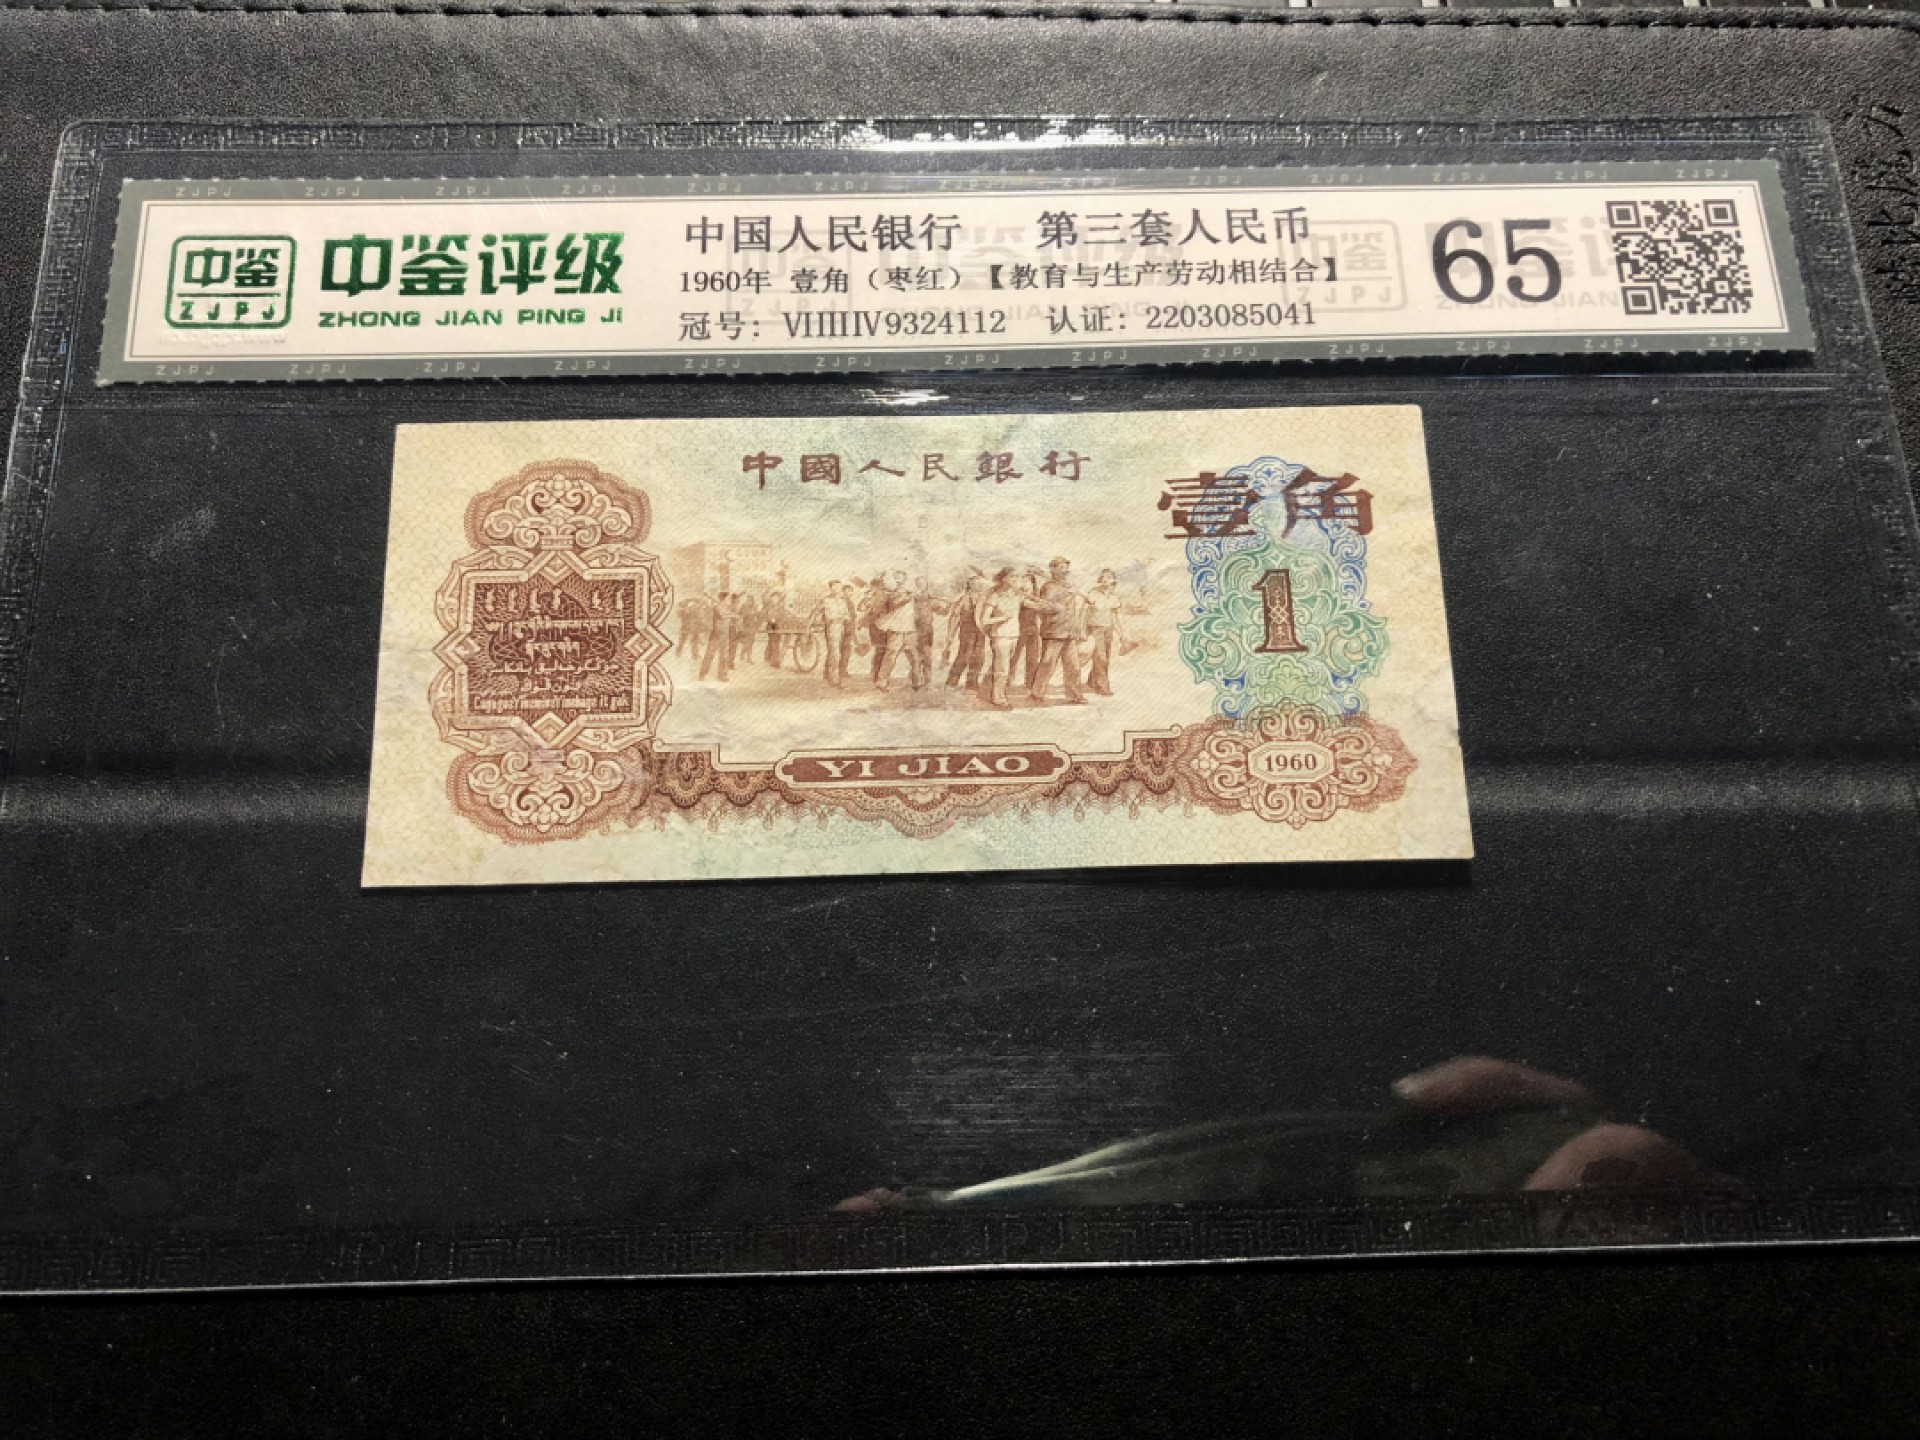 中鉴
ZJPJ
中鉴评级
ZHONG JIAN PING JI
中国人民银行 第三套人民币
1960年 壹角（枣红）【教育与生产劳动相结合】
冠号：VIIIIIIV9324112 认证：2203085041
65
中國人民銀行
壹角
1
YI JIAO
1960